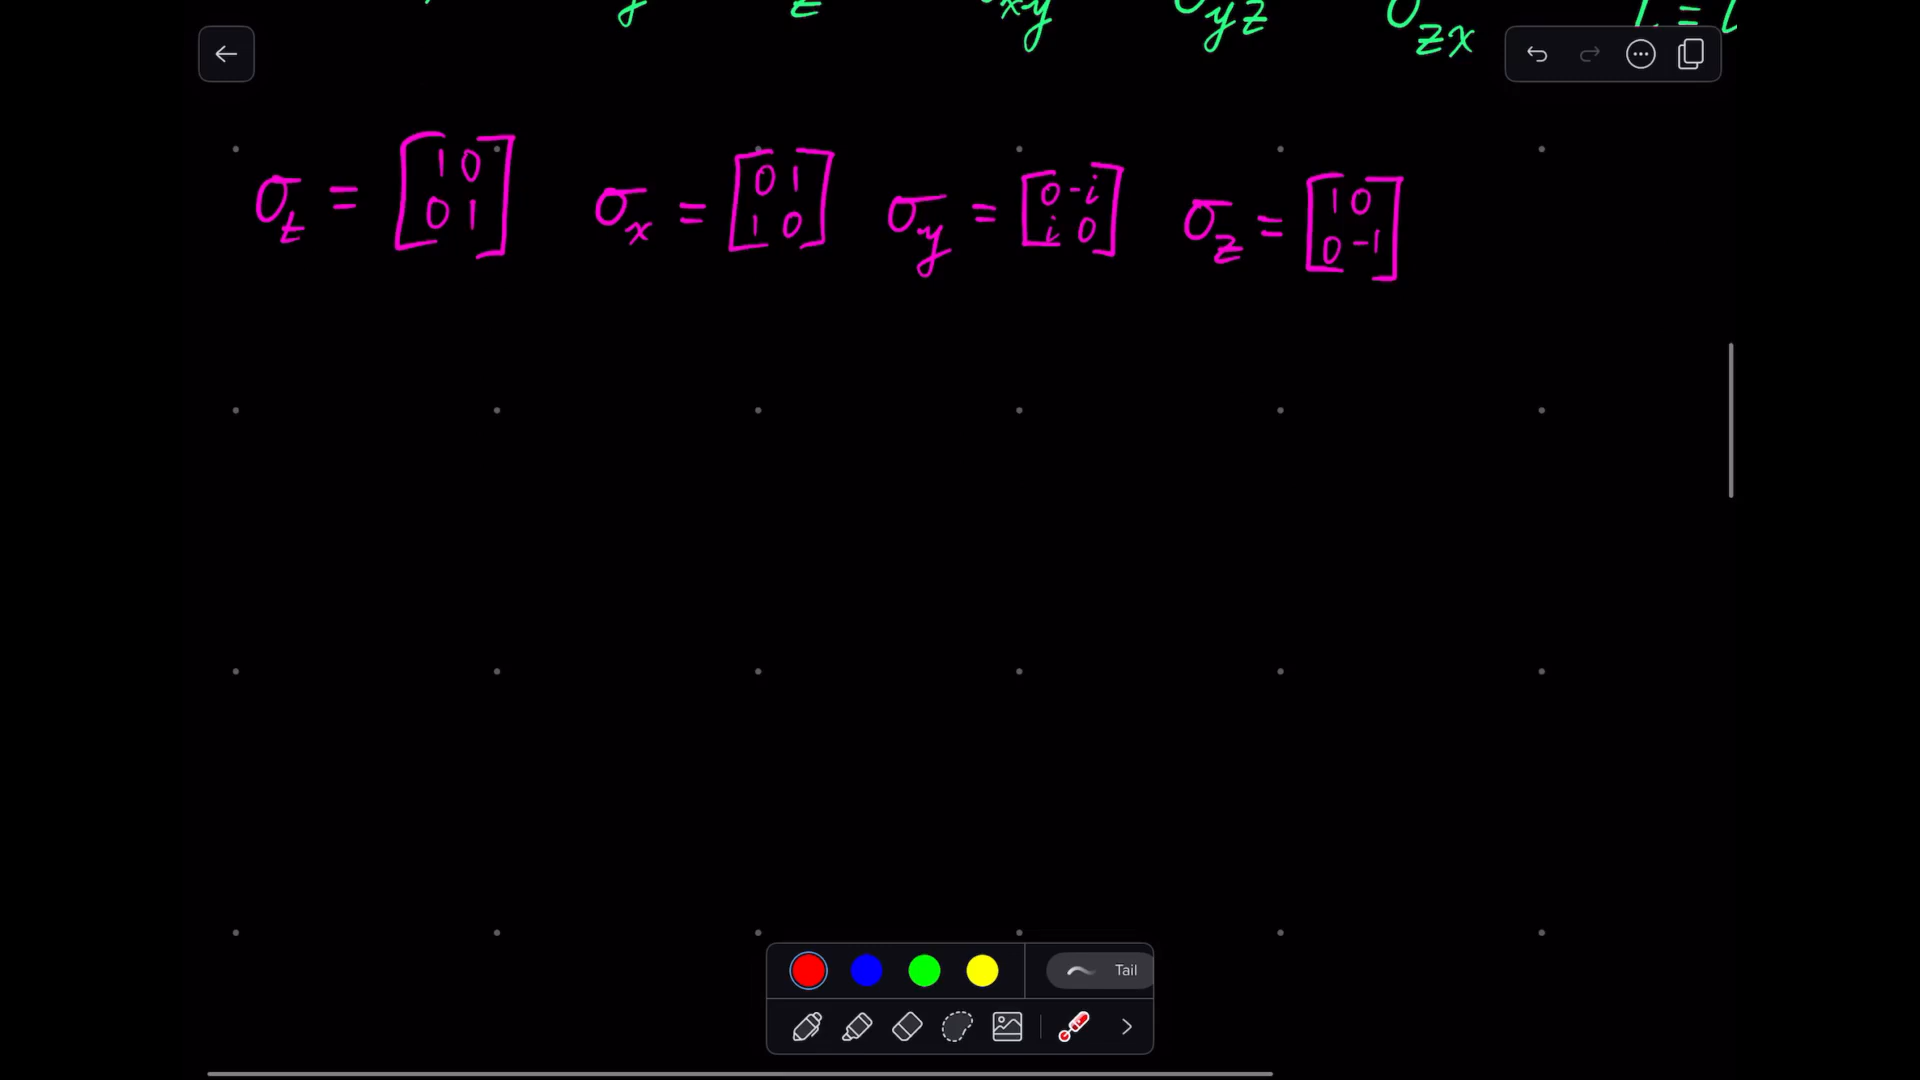 σ_t = [1 0; 0 1] σ_x = [0 1; 1 0] σ_y = [0 -i; i 0] σ_z = [1 0; 0 -1]
Tail